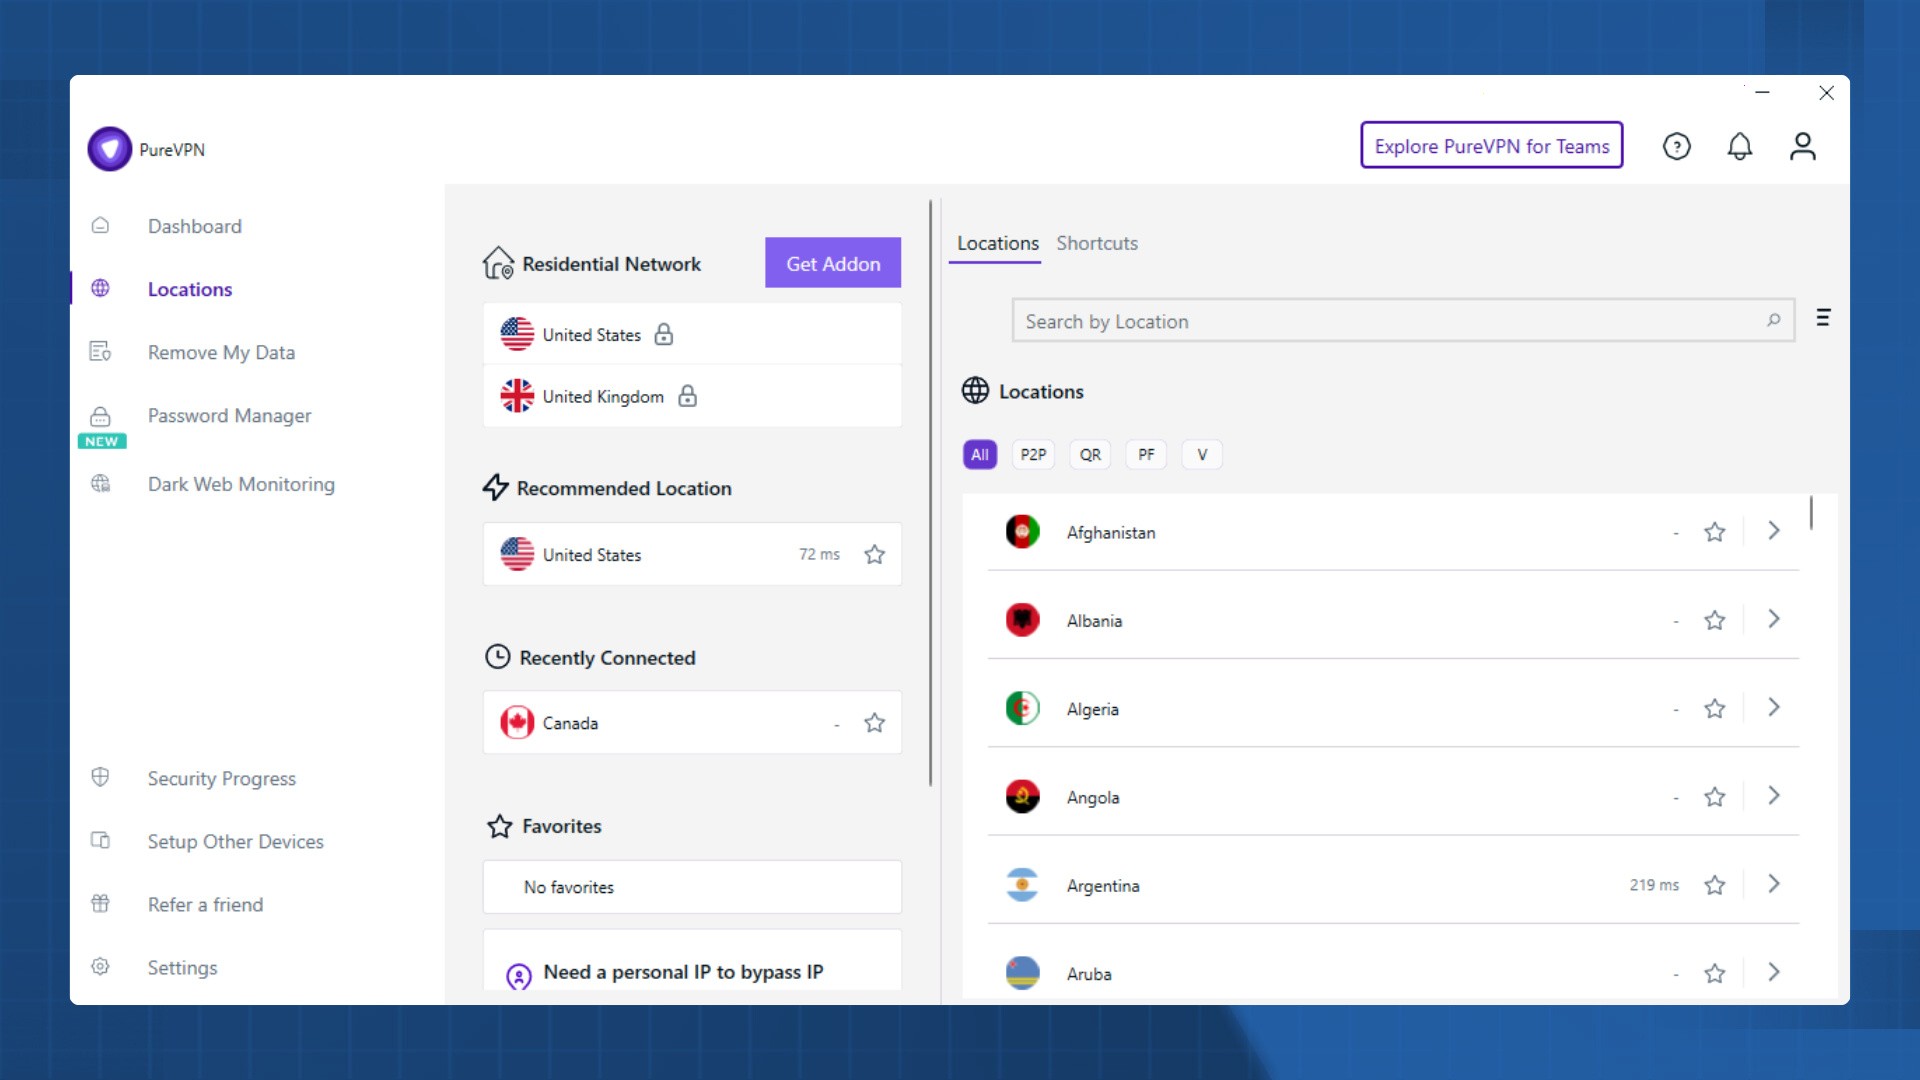 PureVPN
Explore PureVPN for Teams
Dashboard
Locations
Remove My Data
Password Manager
NEW
Dark Web Monitoring
Security Progress
Setup Other Devices
Refer a friend
Settings
Residential Network
Get Addon
United States
United Kingdom
Recommended Location
United States 72 ms
Recently Connected
Canada -
Favorites
No favorites
Need a personal IP to bypass IP
Locations Shortcuts
Search by Location
Locations
All P2P QR PF V
Afghanistan -
Albania -
Algeria -
Angola -
Argentina 219 ms
Aruba -